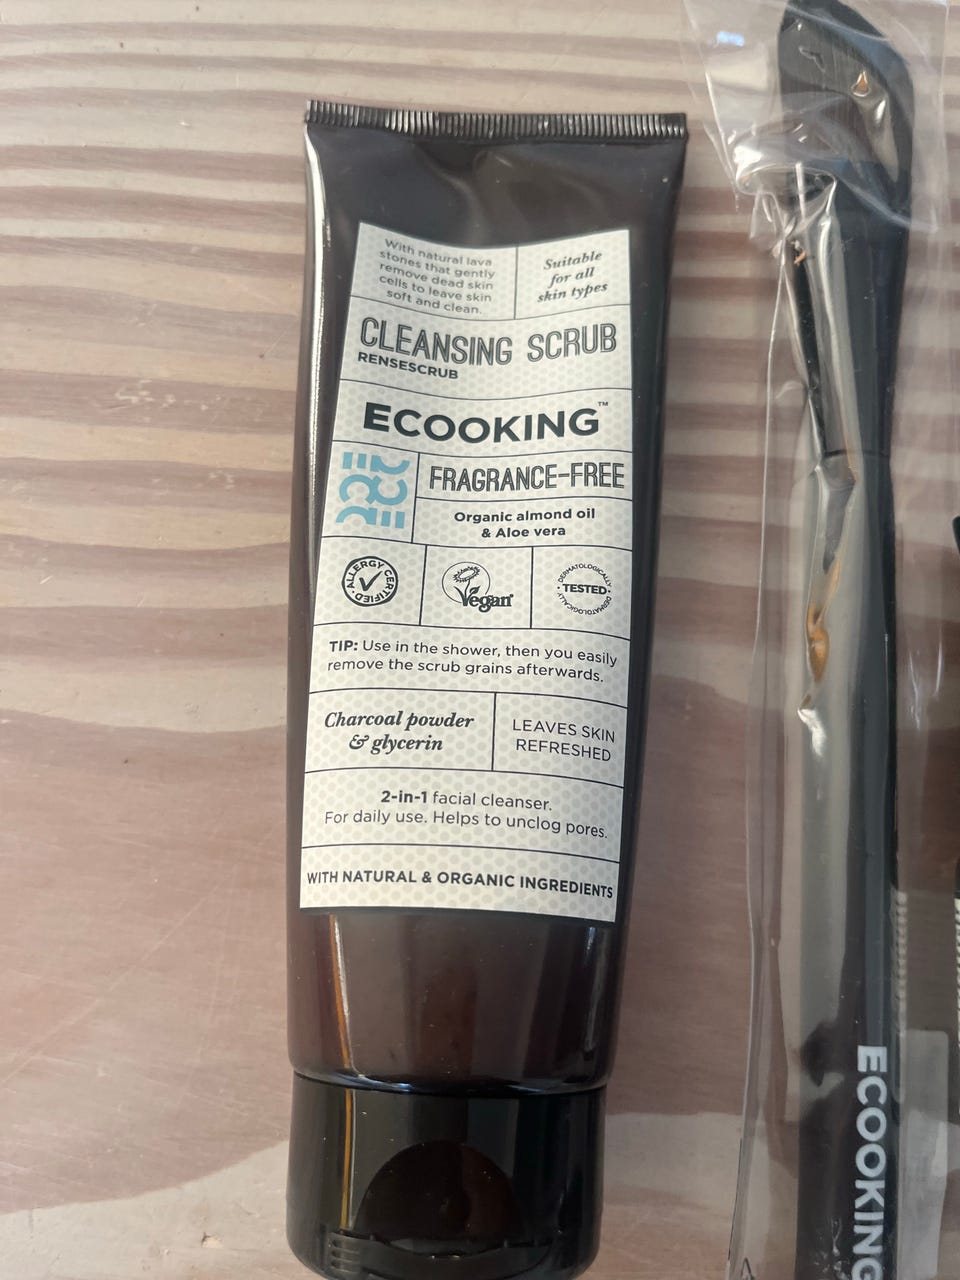 With natural lava
stones that gently
remove dead skin
cells to leave skin
soft and clean.
Suitable
for all
skin types
CLEANSING SCRUB
RENSESCRUB
ECOOKING™
FRAGRANCE-FREE
Organic almond oil
& Aloe vera
ALLERGY CERTIFIED
Vegan
DERMATOLOGICALLY
TESTED
DERMATOLOGICALLY
TIP: Use in the shower, then you easily
remove the scrub grains afterwards.
Charcoal powder
& glycerin
LEAVES SKIN
REFRESHED
2-in-1 facial cleanser.
For daily use. Helps to unclog pores.
WITH NATURAL & ORGANIC INGREDIENTS
ECOOKING